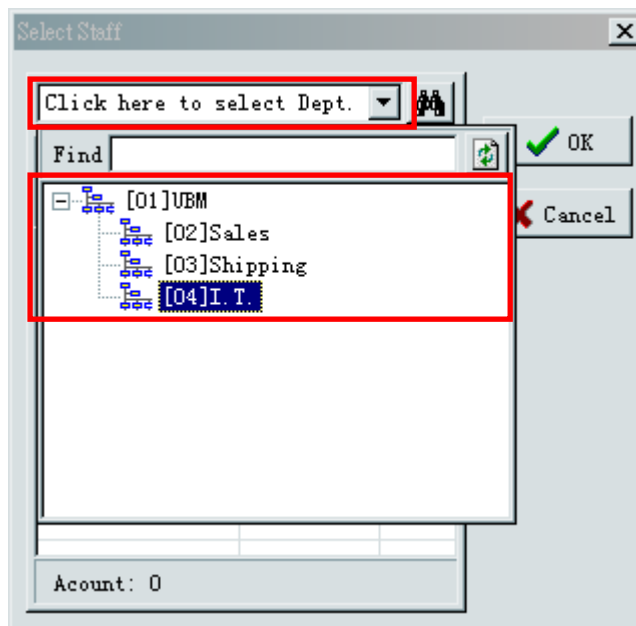 Select Staff
Click here to select Dept.
Find
OK
[01]UBM
Cancel
[02]Sales
[03]Shipping
[04]I.T.
Acount: 0